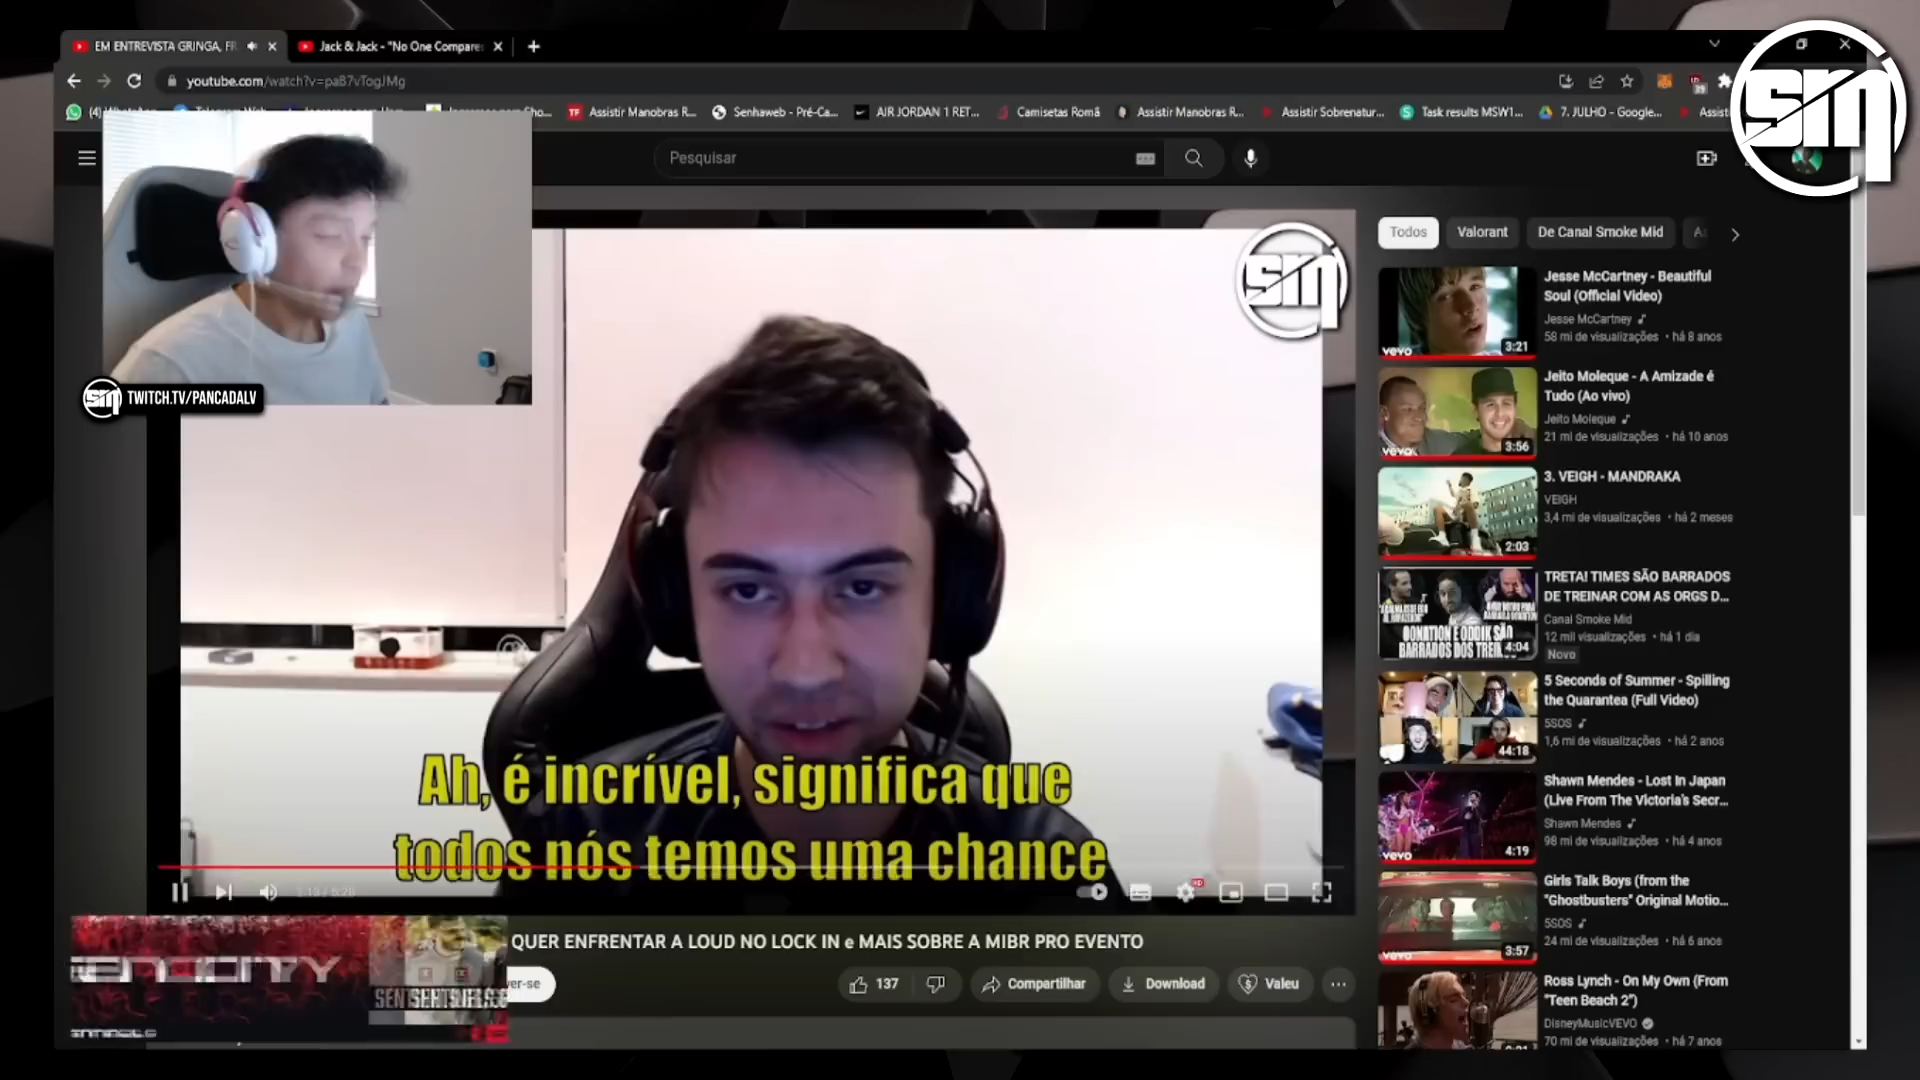 EM ENTREVISTA GRINGA, FR
Jack & Jack - "No One Compares
youtube.com/watch?v=paB7vTogJMg
Assistir Manobras R...
Senhaweb - Pré-Ca...
AIR JORDAN 1 RET...
Camisetas Romã
Assistir Manobras R...
Assistir Sobrenatur...
Task results MSW1...
7. JULHO - Google...
Assisti
SM
Pesquisar
Todos
Valorant
De Canal Smoke Mid
TWITCH.TV/PANCADALV
Ah, é incrível, significa que
todos nós temos uma chance
QUER ENFRENTAR A LOUD NO LOCK IN e MAIS SOBRE A MIBR PRO EVENTO
137
Compartilhar
Download
Valeu
Jesse McCartney - Beautiful
Soul (Official Video)
Jesse McCartney
58 mi de visualizações • há 8 anos
vevo
3:21
Jeito Moleque - A Amizade é
Tudo (Ao vivo)
Jeito Moleque
21 mi de visualizações • há 10 anos
vevo
3:56
3. VEIGH - MANDRAKA
VEIGH
3,4 mi de visualizações • há 2 meses
2:03
TRETA! TIMES SÃO BARRADOS
DE TREINAR COM AS ORGS D...
Canal Smoke Mid
12 mil visualizações • há 1 dia
Novo
4:04
5 Seconds of Summer - Spilling
the Quarantea (Full Video)
5SOS
1,6 mi de visualizações • há 2 anos
44:18
Shawn Mendes - Lost In Japan
(Live From The Victoria's Secr...
Shawn Mendes
98 mi de visualizações • há 4 anos
vevo
4:19
Girls Talk Boys (from the
"Ghostbusters" Original Motio...
5SOS
24 mi de visualizações • há 6 anos
vevo
3:57
Ross Lynch - On My Own (From
"Teen Beach 2")
DisneyMusicVEVO
70 mi de visualizações • há 7 anos